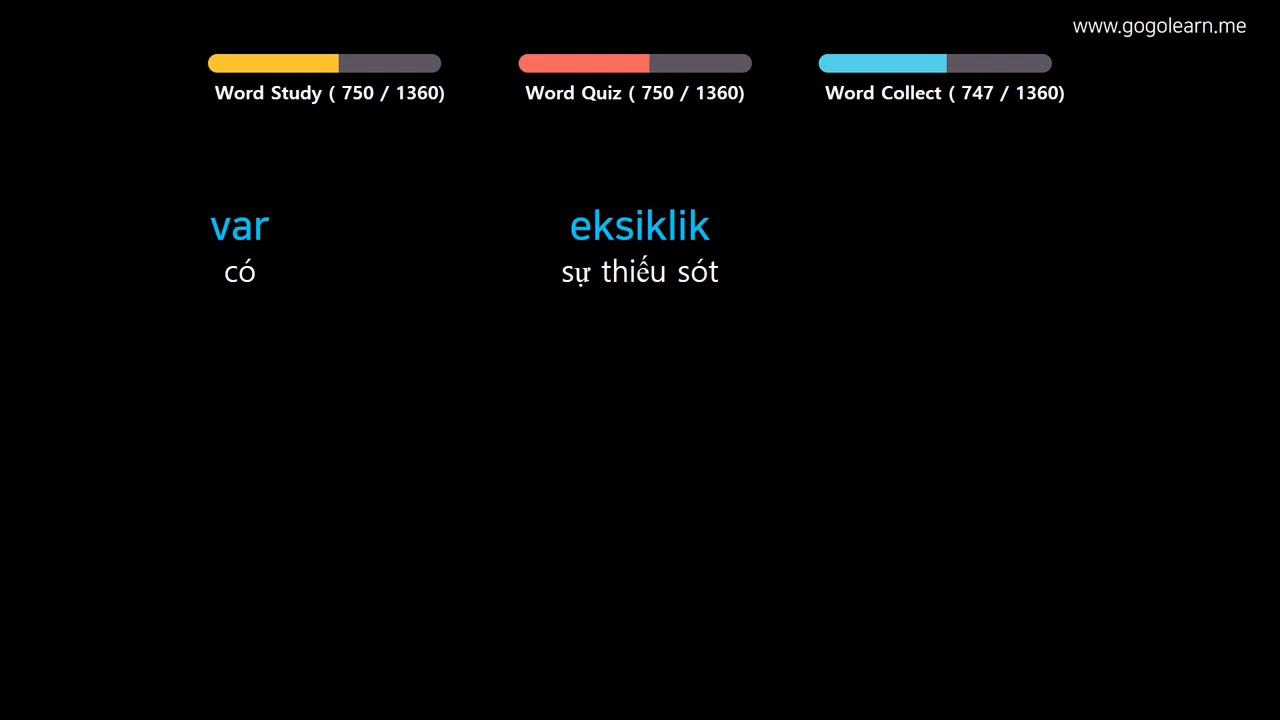 www.gogolearn.me
Word Study ( 750 / 1360)
Word Quiz ( 750 / 1360)
Word Collect ( 747 / 1360)
var
có
eksiklik
sự thiếu sót